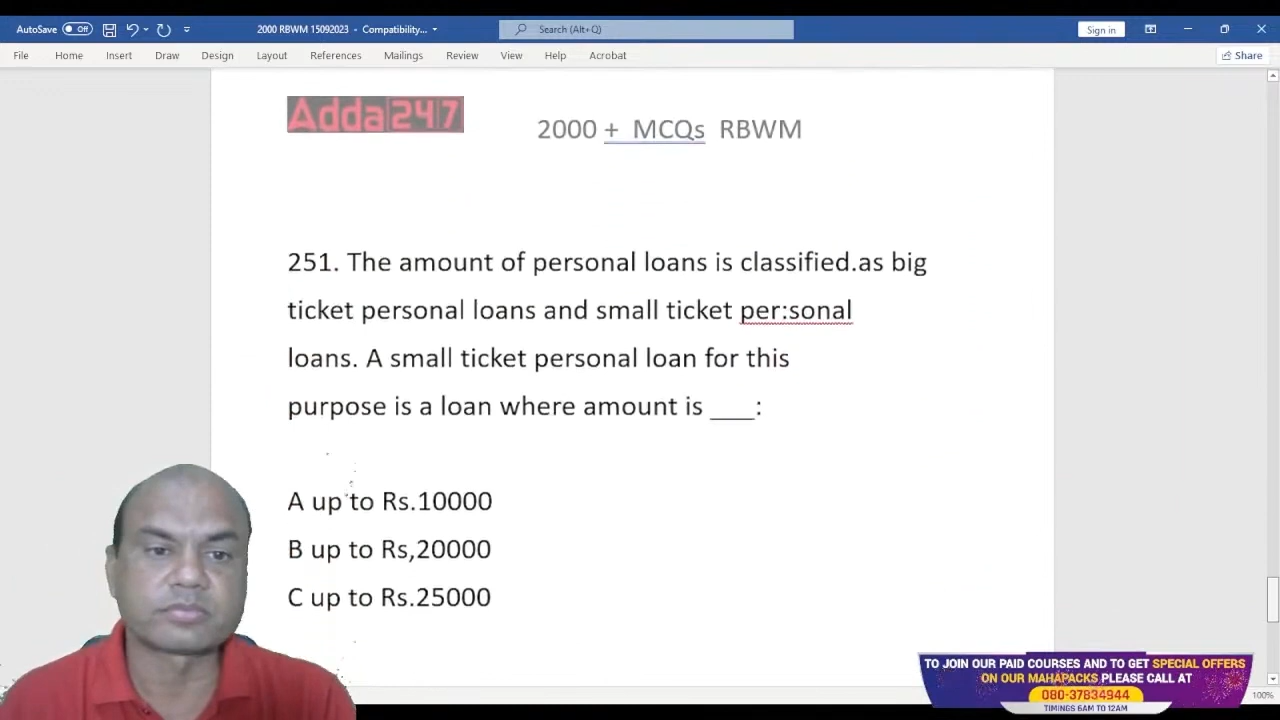 AutoSave Off 2000 RBWM 15092023 - Compatibility... Search (Alt+Q) Sign in
File Home Insert Draw Design Layout References Mailings Review View Help Acrobat Share
Adda247
2000 + MCQs RBWM
251. The amount of personal loans is classified.as big
ticket personal loans and small ticket per:sonal
loans. A small ticket personal loan for this
purpose is a loan where amount is ___:
A up to Rs.10000
B up to Rs,20000
C up to Rs.25000
TO JOIN OUR PAID COURSES AND TO GET SPECIAL OFFERS
ON OUR MAHAPACKS PLEASE CALL AT
080-37834944
TIMINGS 6AM TO 12AM
100%